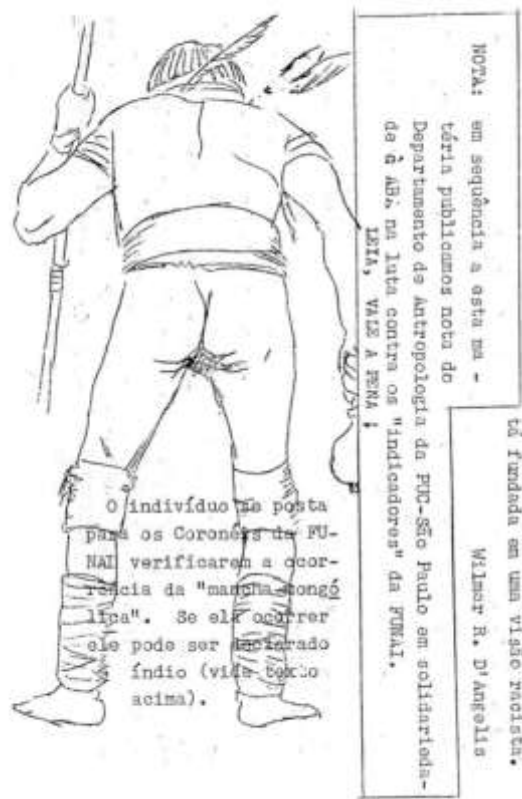 tá fundada em uma visão racista.
Wilmar R. D'Angelis
NOTA: em sequência a esta ma -
téria publicamos nota do
Departamento de Antropologia da PUC-São Paulo em solidarieda-
de à AB, na luta contra os "indicadores" da FUNAI.
LEIA, VALE A PENA !
O indivíduo se posta
para os Coronéis da FU-
NAI verificarem a ocor-
rência da "mancha mongó
lica". Se ela ocorrer
ele pode ser declarado
índio (vide texto
acima).